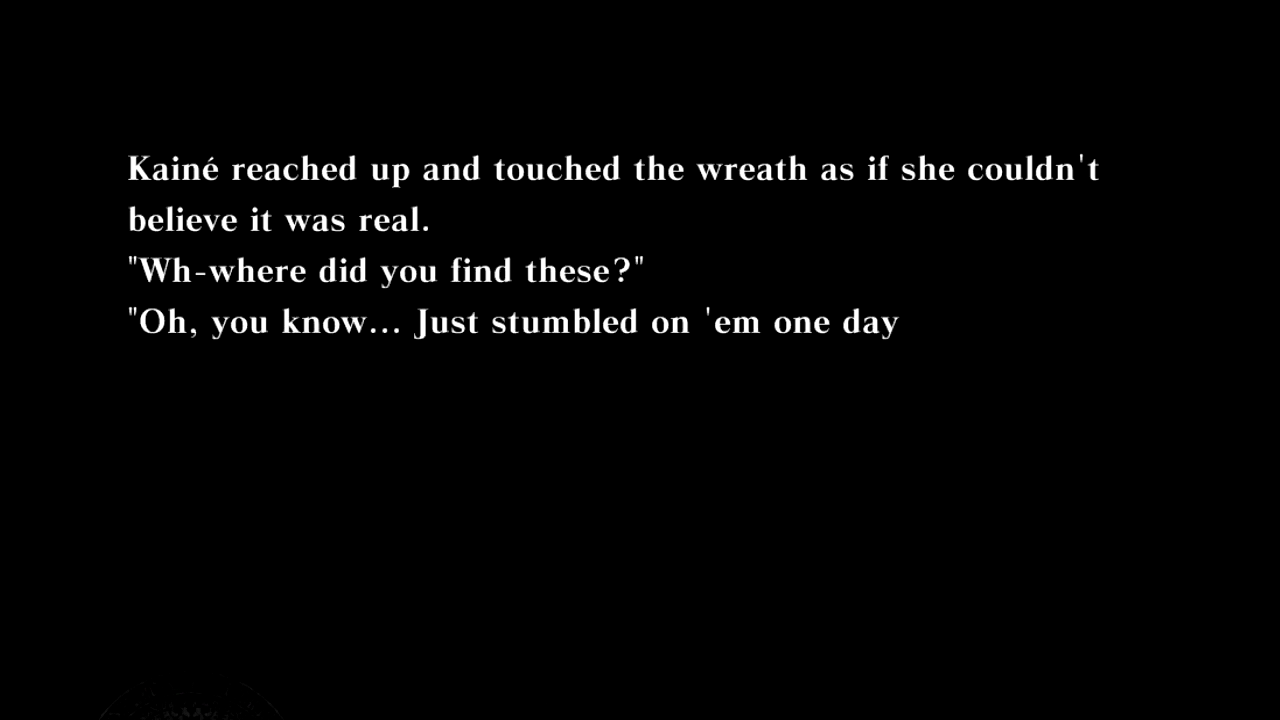 Kainé reached up and touched the wreath as if she couldn't
believe it was real.
"Wh-where did you find these?"
"Oh, you know... Just stumbled on 'em one day